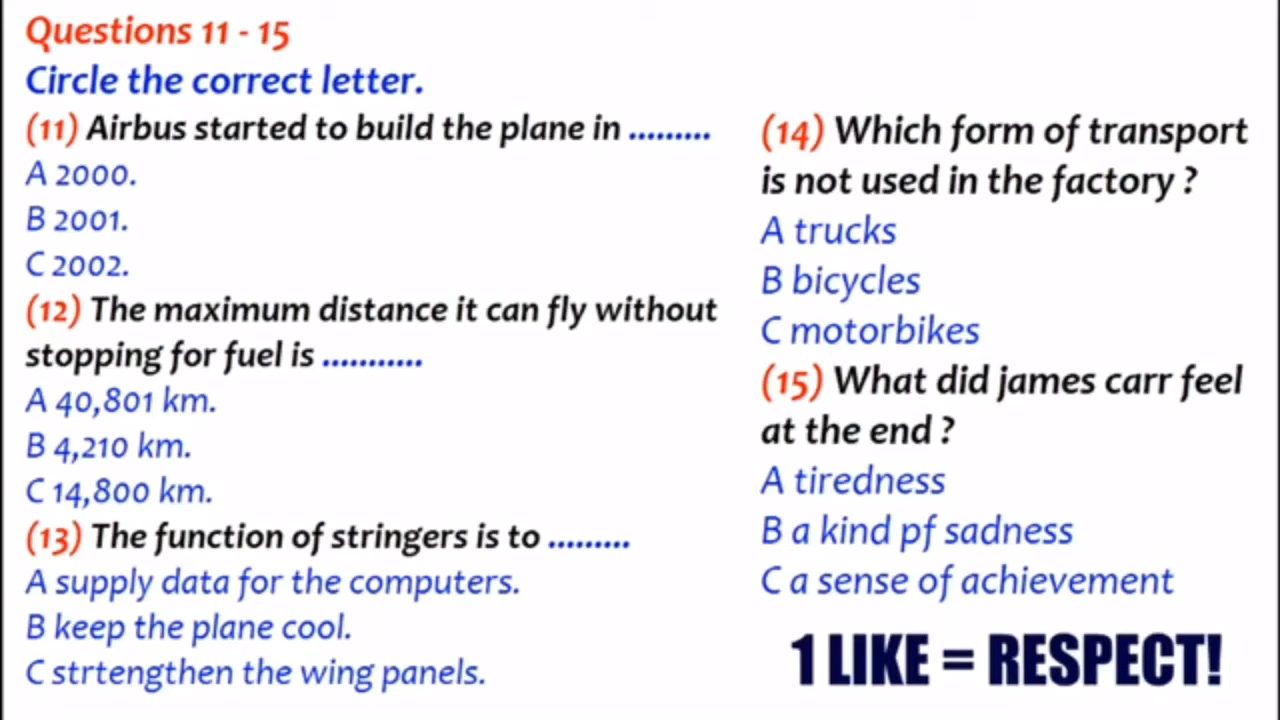 Questions 11 - 15
Circle the correct letter.
(11) Airbus started to build the plane in .........
A 2000.
B 2001.
C 2002.
(12) The maximum distance it can fly without
stopping for fuel is ...........
A 40,801 km.
B 4,210 km.
C 14,800 km.
(13) The function of stringers is to .........
A supply data for the computers.
B keep the plane cool.
C strtengthen the wing panels.
(14) Which form of transport
is not used in the factory ?
A trucks
B bicycles
C motorbikes
(15) What did james carr feel
at the end ?
A tiredness
B a kind pf sadness
C a sense of achievement
1 LIKE = RESPECT!